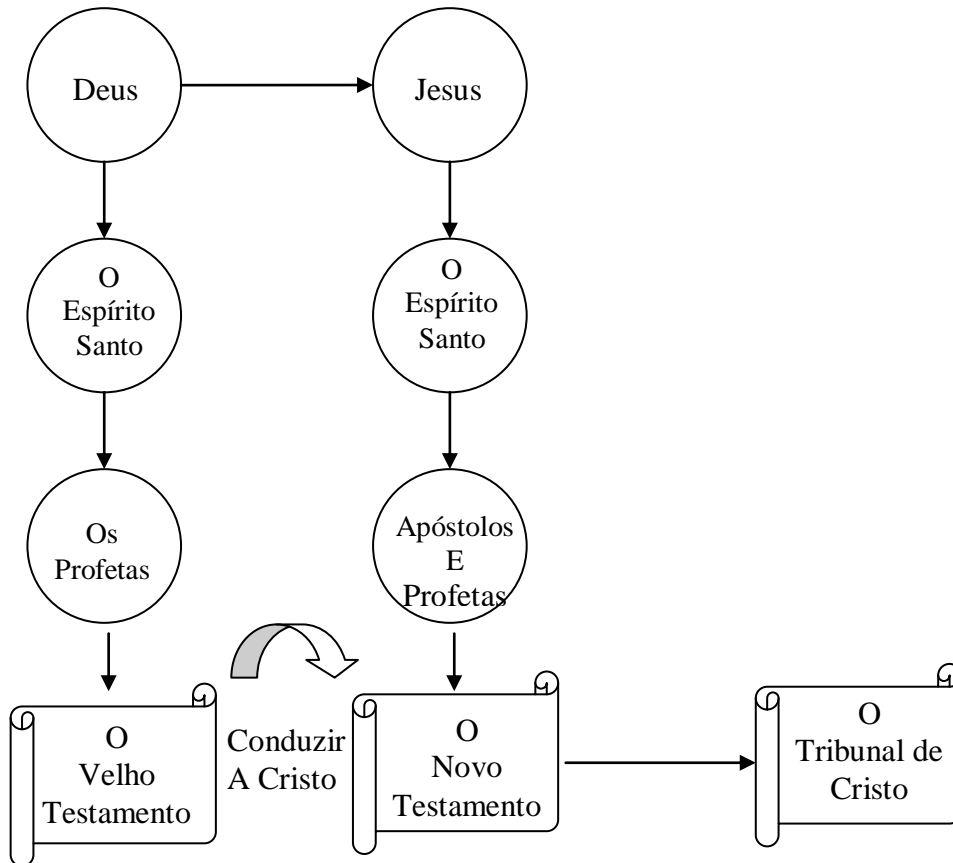 Deus
Jesus
O
Espírito
Santo
O
Espírito
Santo
Os
Profetas
Apóstolos
E
Profetas
O
Velho
Testamento
Conduzir
A Cristo
O
Novo
Testamento
O
Tribunal de
Cristo